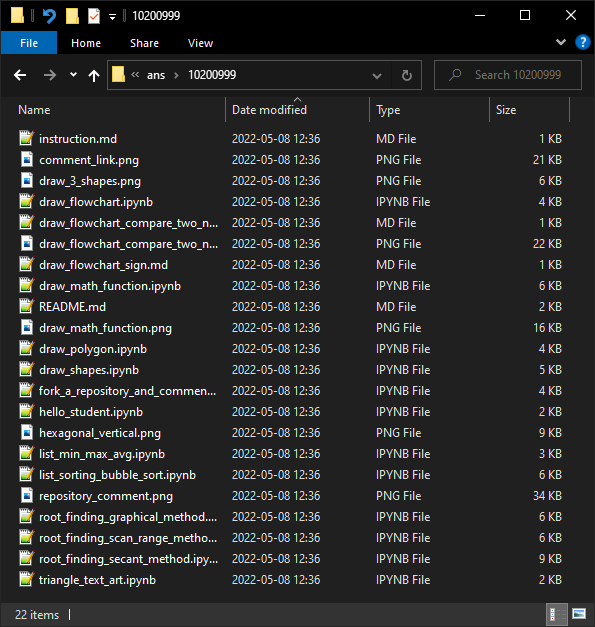 10200999
File Home Share View
« ans › 10200999 Search 10200999
Name Date modified Type Size
instruction.md 2022-05-08 12:36 MD File 1 KB
comment_link.png 2022-05-08 12:36 PNG File 21 KB
draw_3_shapes.png 2022-05-08 12:36 PNG File 6 KB
draw_flowchart.ipynb 2022-05-08 12:36 IPYNB File 4 KB
draw_flowchart_compare_two_n... 2022-05-08 12:36 MD File 1 KB
draw_flowchart_compare_two_n... 2022-05-08 12:36 PNG File 22 KB
draw_flowchart_sign.md 2022-05-08 12:36 MD File 1 KB
draw_math_function.ipynb 2022-05-08 12:36 IPYNB File 6 KB
README.md 2022-05-08 12:36 MD File 2 KB
draw_math_function.png 2022-05-08 12:36 PNG File 16 KB
draw_polygon.ipynb 2022-05-08 12:36 IPYNB File 4 KB
draw_shapes.ipynb 2022-05-08 12:36 IPYNB File 5 KB
fork_a_repository_and_commen... 2022-05-08 12:36 IPYNB File 4 KB
hello_student.ipynb 2022-05-08 12:36 IPYNB File 2 KB
hexagonal_vertical.png 2022-05-08 12:36 PNG File 9 KB
list_min_max_avg.ipynb 2022-05-08 12:36 IPYNB File 3 KB
list_sorting_bubble_sort.ipynb 2022-05-08 12:36 IPYNB File 6 KB
repository_comment.png 2022-05-08 12:36 PNG File 34 KB
root_finding_graphical_method.... 2022-05-08 12:36 IPYNB File 6 KB
root_finding_scan_range_metho... 2022-05-08 12:36 IPYNB File 6 KB
root_finding_secant_method.ipy... 2022-05-08 12:36 IPYNB File 9 KB
triangle_text_art.ipynb 2022-05-08 12:36 IPYNB File 2 KB
22 items